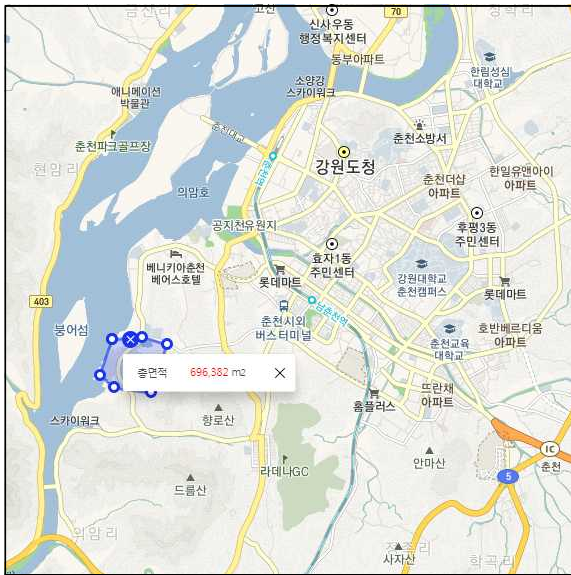 금산리
고산
신사우동
행정복지센터
70
장학리
동부아파트
한림성심
대학교
애니메이션
박물관
소양강
스카이워크
춘천대교
춘천소방서
춘천파크골프장
현암리
춘천역
강원도청
춘천더샵
아파트
한일유앤아이
아파트
의암호
공지천유원지
후평3동
주민센터
효자1동
주민센터
베니키아춘천
베어스호텔
롯데마트
강원대학교
춘천캠퍼스
롯데마트
403
붕어섬
춘천시외
버스터미널
남춘천역
춘천교육
대학교
호반베르디움
아파트
총면적
696,382 m2
뜨란채
아파트
홈플러스
스카이워크
향로산
IC
춘천
라데나GC
안마산
5
드름산
의암리
사자산
학곡리